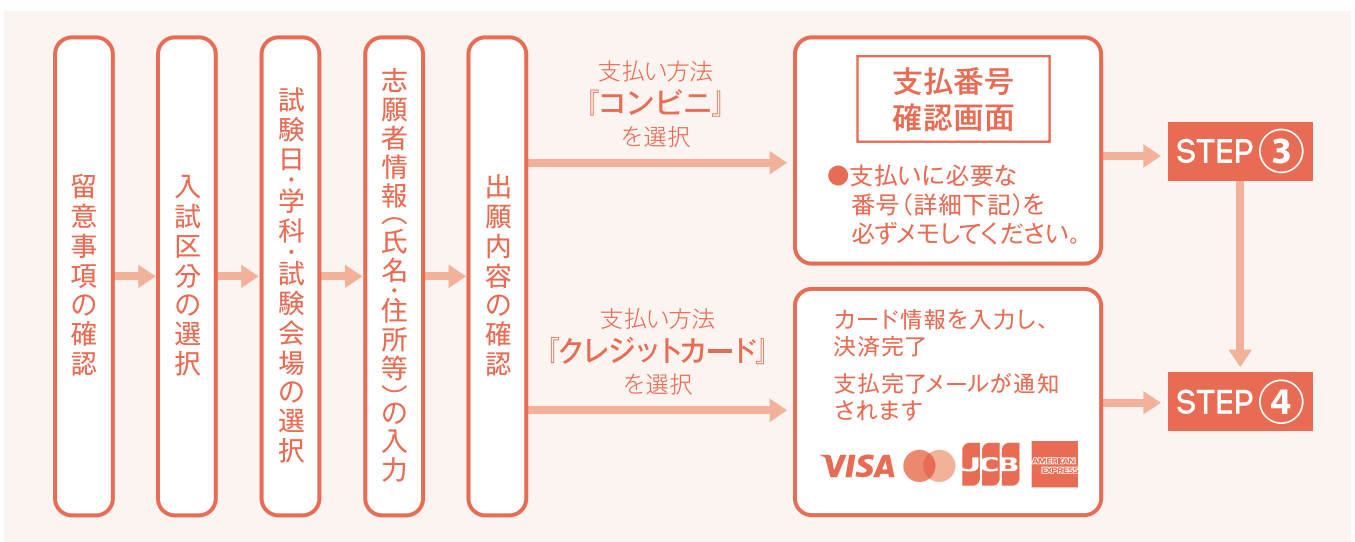 留意事項の確認
入試区分の選択
試験日・学科・試験会場の選択
志願者情報(氏名・住所等)の入力
出願内容の確認
支払い方法
『コンビニ』
を選択
支払番号
確認画面
●支払いに必要な
番号(詳細下記)を
必ずメモしてください。
STEP③
支払い方法
『クレジットカード』
を選択
カード情報を入力し、
決済完了
支払完了メールが通知
されます
VISA
JCB
AMERICAN
EXPRESS
STEP④